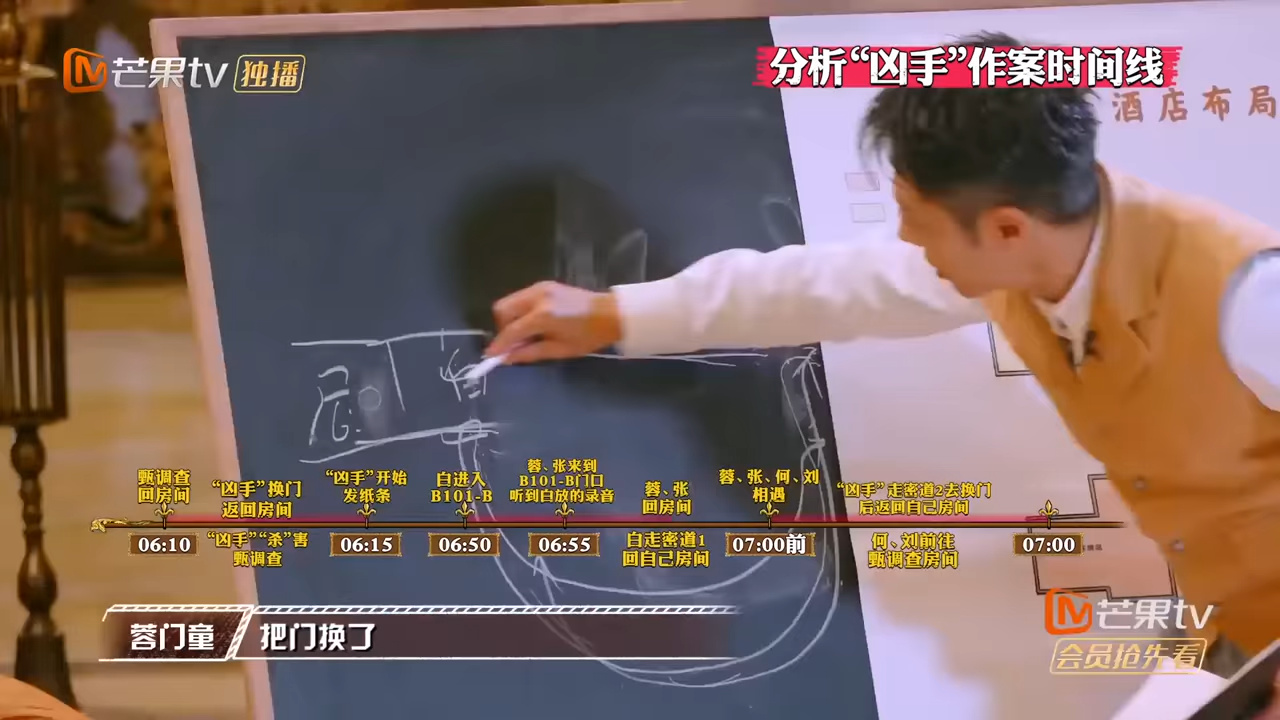 芒果tv 独播
分析“凶手”作案时间线
酒店布局
甄调查
回房间
“凶手”换门
返回房间
“凶手”开始
发纸条
白进入
B101-B
蓉、张来到
B101-B门口
听到白放的录音
蓉、张
回房间
蓉、张、何、刘
相遇
“凶手”走密道2去换门
后返回自己房间
06:10
“凶手”“杀”害
甄调查
06:15
06:50
06:55
白走密道1
回自己房间
07:00前
何、刘前往
甄调查房间
07:00
蓉门童
把门换了
芒果tv
会员抢先看